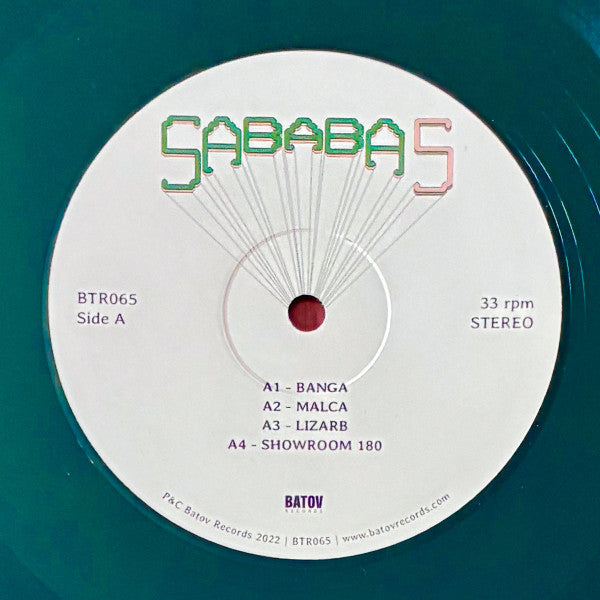 SABABA 5
BTR065
Side A
33 rpm
STEREO
A1 - BANGA
A2 - MALCA
A3 - LIZARB
A4 - SHOWROOM 180
BATOV
RECORDS
P&C Batov Records 2022 | BTR065 | www.batovrecords.com